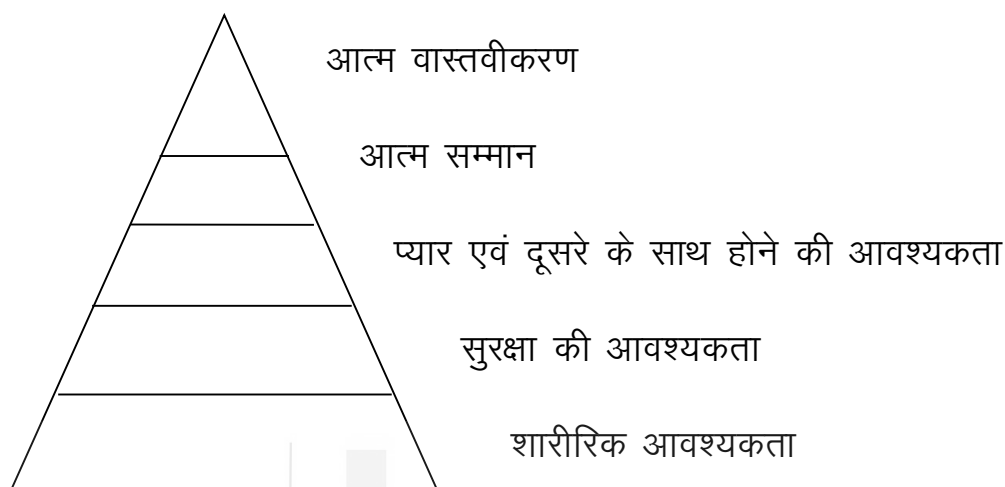 आत्म वास्तवीकरण
आत्म सम्मान
प्यार एवं दूसरे के साथ होने की आवश्यकता
सुरक्षा की आवश्यकता
शारीरिक आवश्यकता